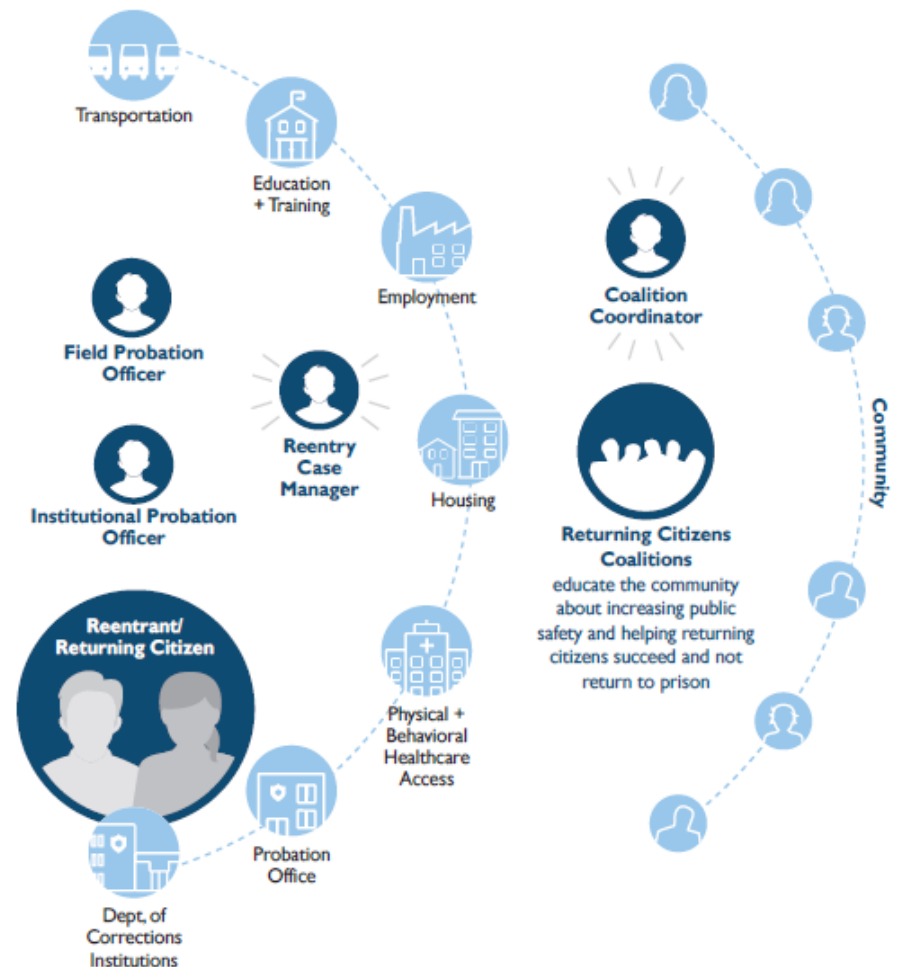 Transportation
Education
+ Training
Employment
Coalition
Coordinator
Field Probation
Officer
Reentry
Case
Manager
Housing
Community
Institutional Probation
Officer
Returning Citizens
Coalitions
educate the community
about increasing public
safety and helping returning
citizens succeed and not
return to prison
Reentrant/
Returning Citizen
Physical +
Behavioral
Healthcare
Access
Probation
Office
Dept. of
Corrections
Institutions